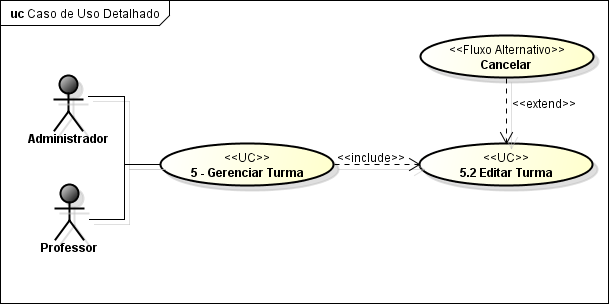 uc Caso de Uso Detalhado
<<Fluxo Alternativo>>
Cancelar
<<extend>>
Administrador
<<UC>>
5 - Gerenciar Turma
<<include>>
<<UC>>
5.2 Editar Turma
Professor